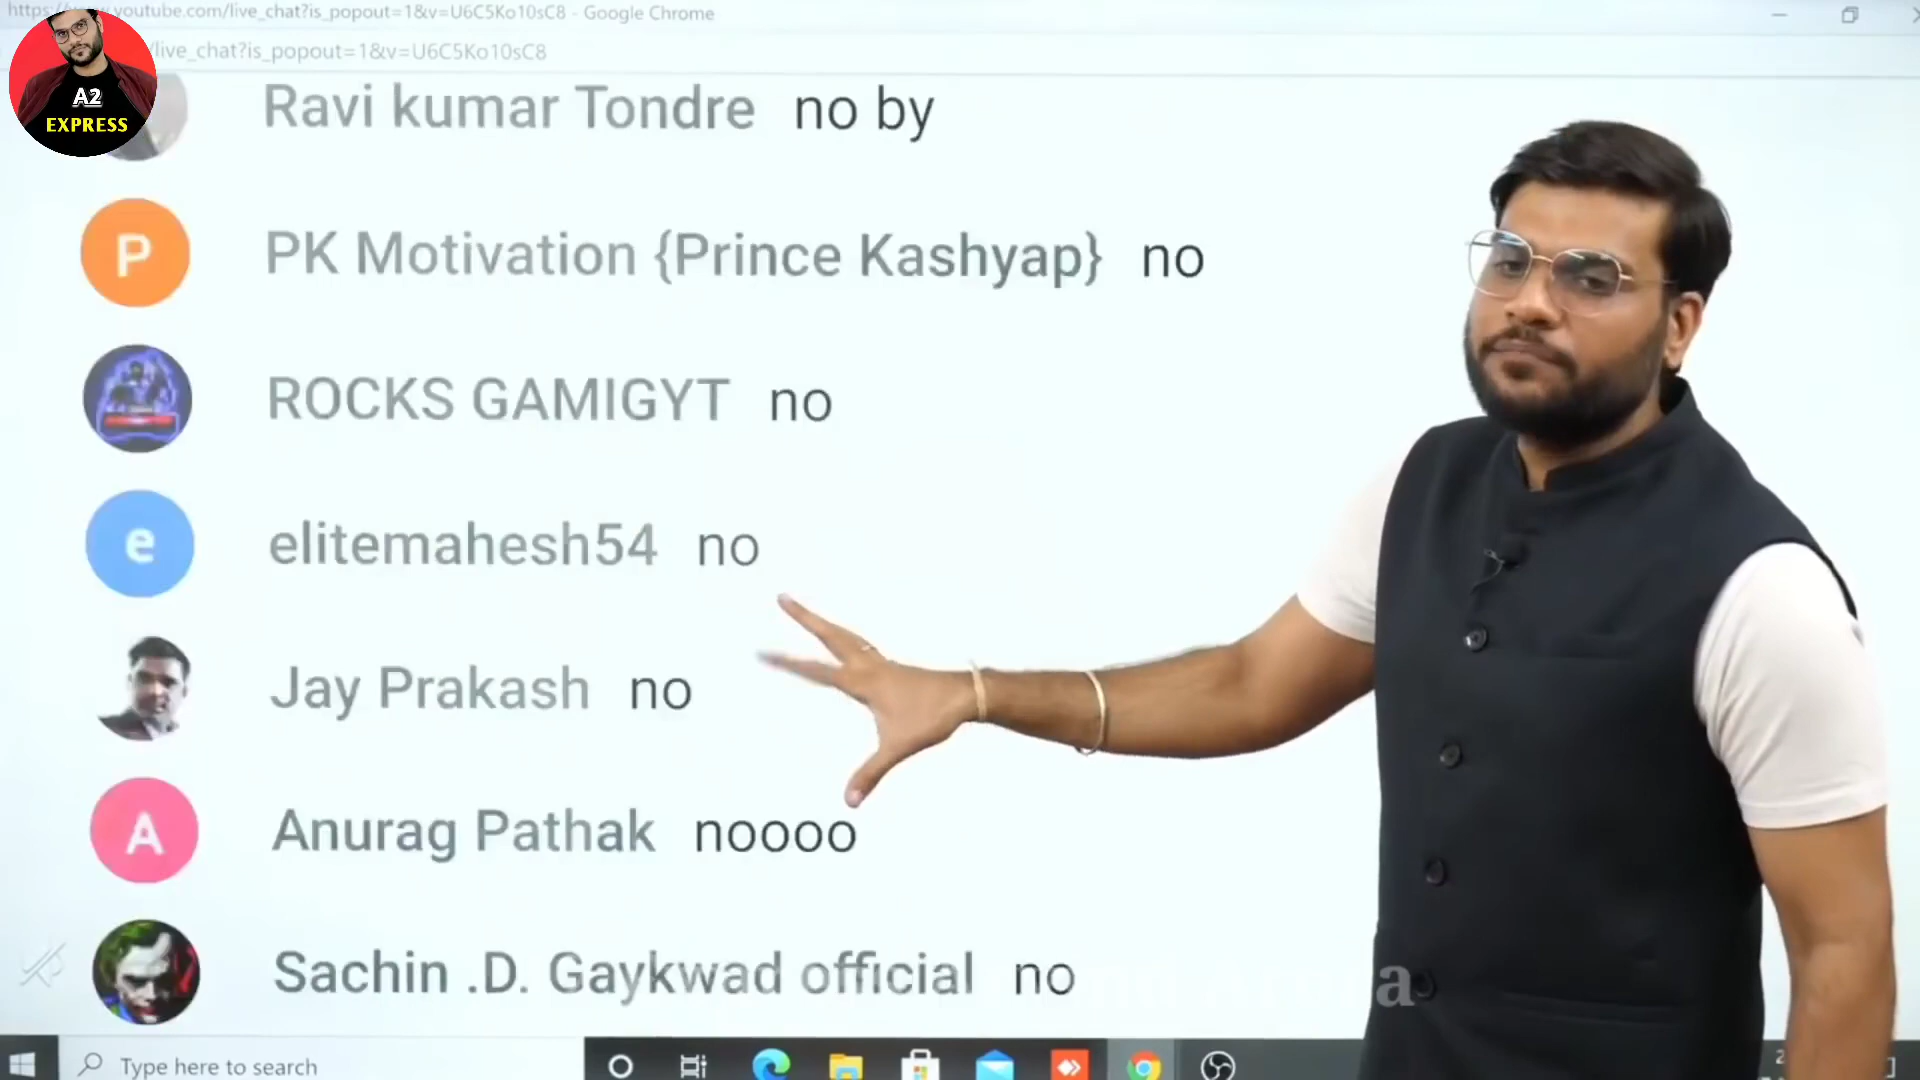 https://www.youtube.com/live_chat?is_popout=1&v=U6C5Ko10sC8 - Google Chrome
/live_chat?is_popout=1&v=U6C5Ko10sC8
A2
EXPRESS
Ravi kumar Tondre no by
P
PK Motivation {Prince Kashyap} no
ROCKS GAMIGYT no
e
elitemahesh54 no
Jay Prakash no
A
Anurag Pathak noooo
Sachin .D. Gaykwad official no
a
Type here to search